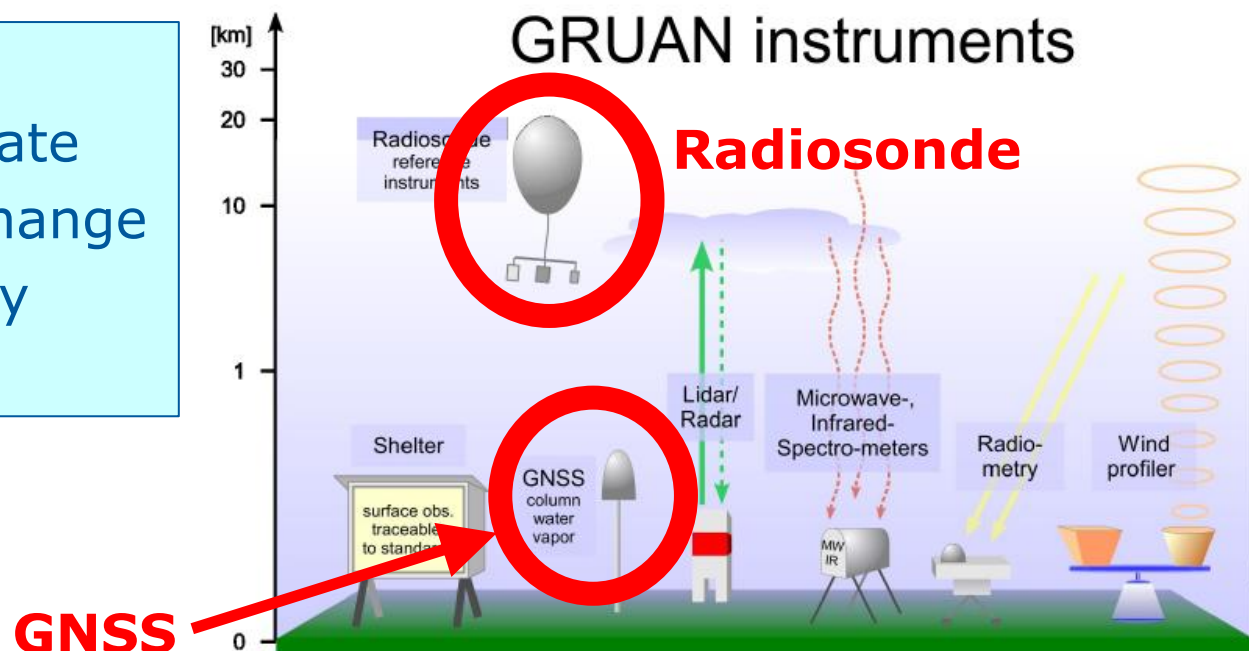 GRUAN instruments
ate
hange
y
[km]
30
20
10
1
0
Radiosonde
reference
instruments
Radiosonde
Shelter
surface obs.
traceable
to standard
GNSS
column
water
vapor
Lidar/
Radar
Microwave-,
Infrared-
Spectro-meters
MW
IR
Radio-
metry
Wind
profiler
GNSS